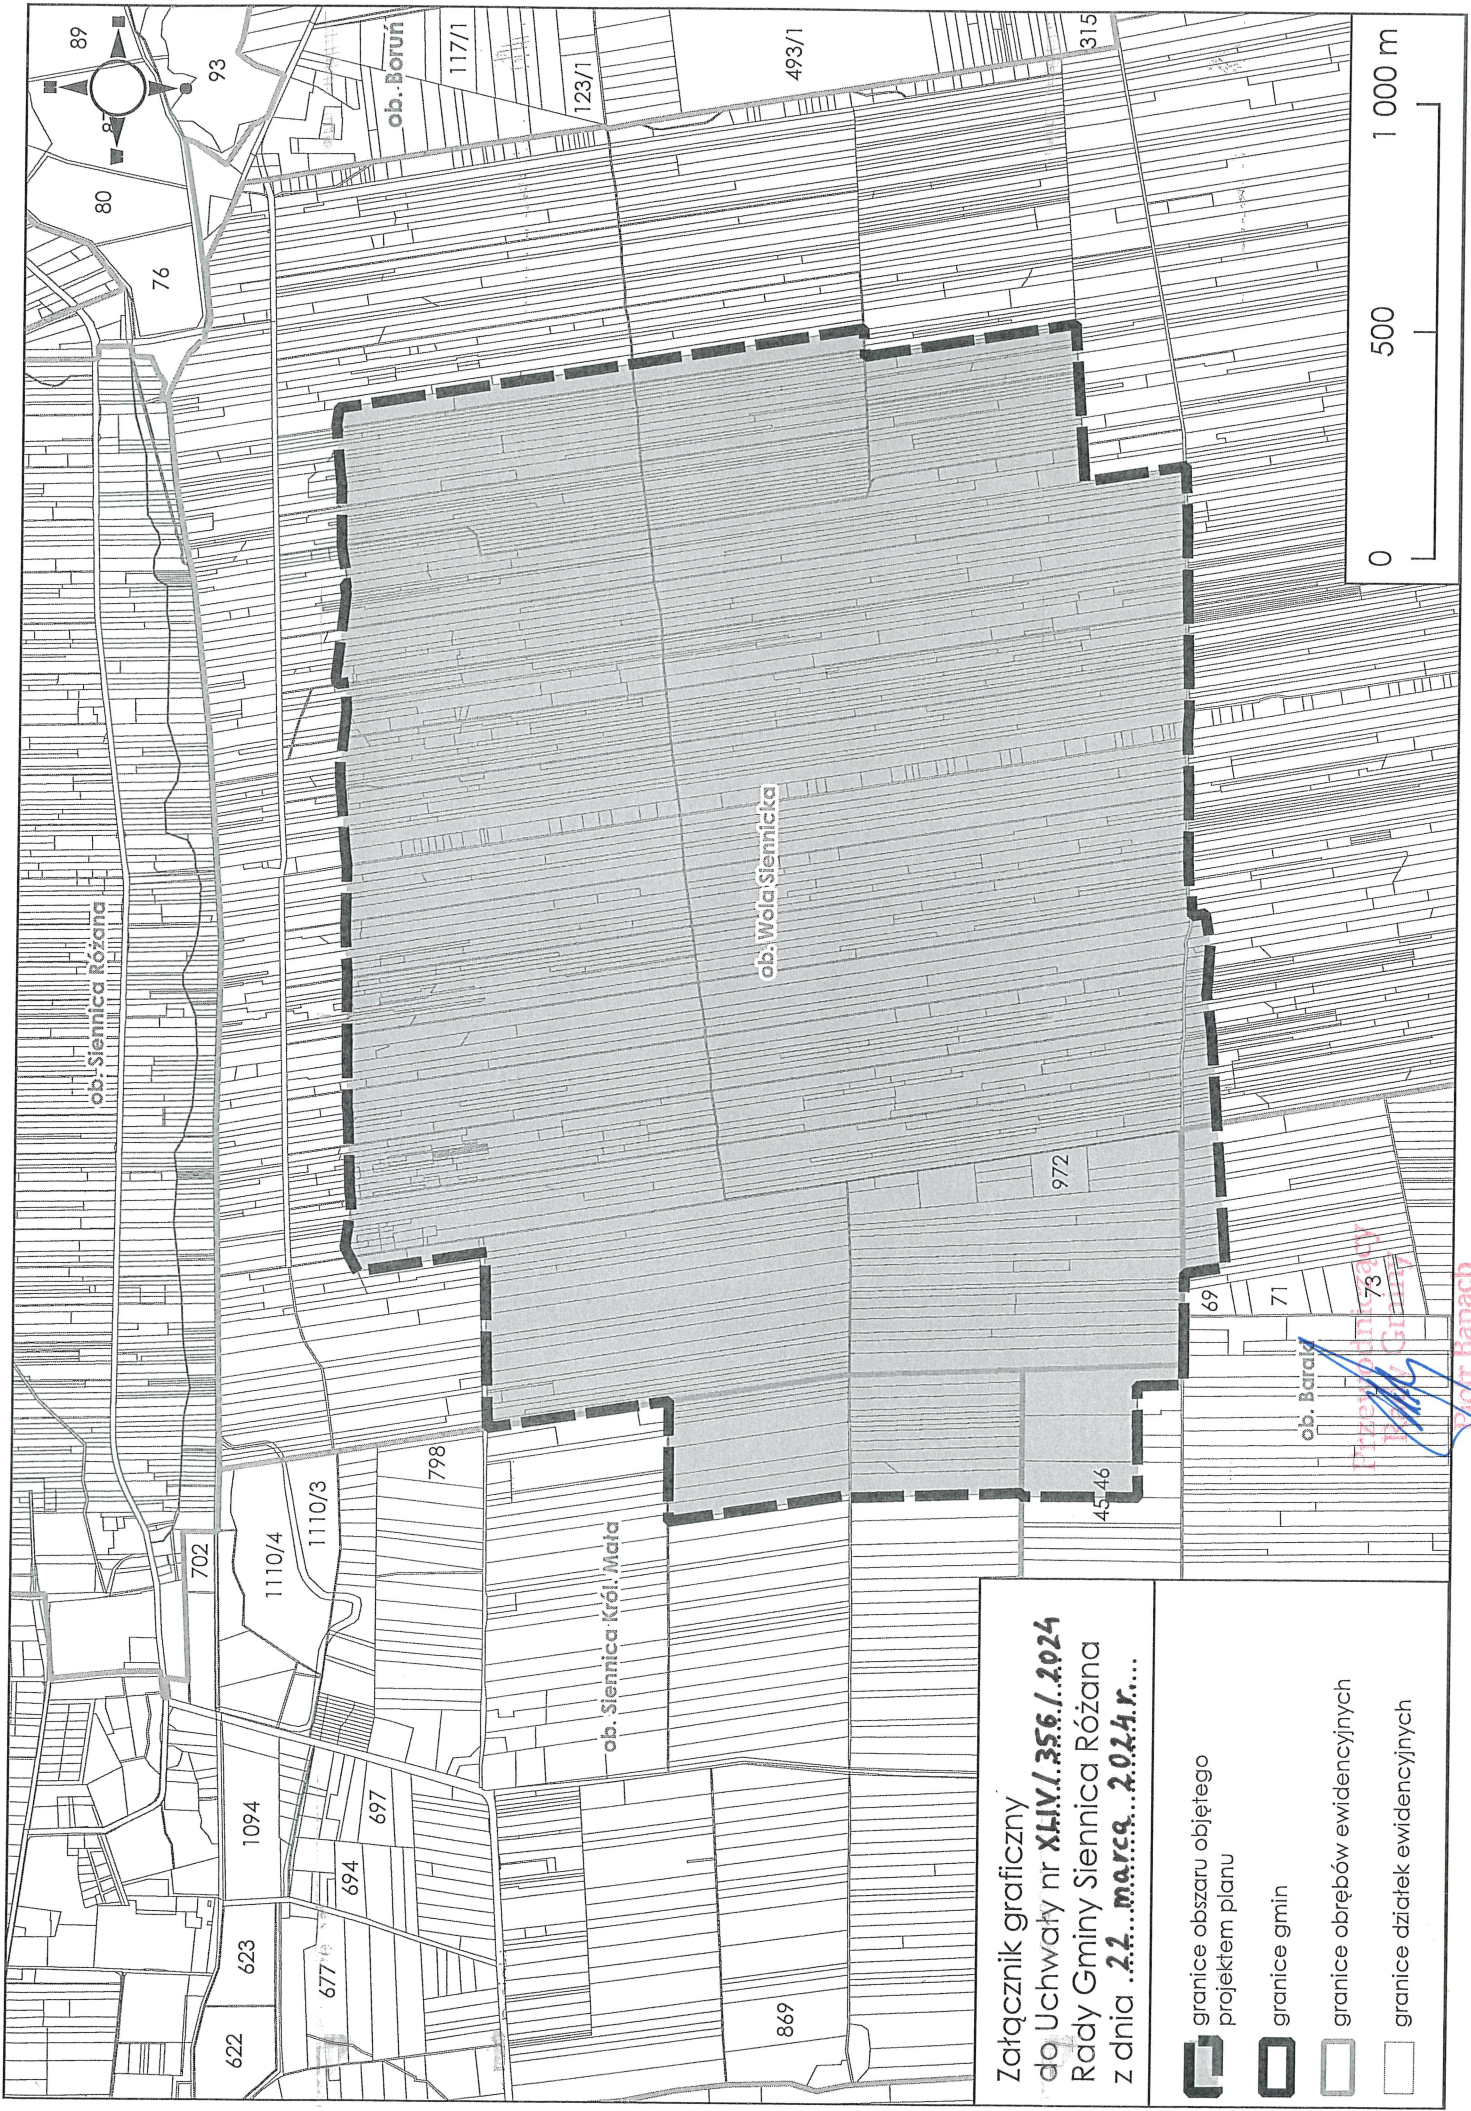 89
87
93
80
76
ob. Boruń
117/1
123/1
493/1
315
ob. Siennica Różana
ob. Wola Siennicka
972
702
1110/4
1110/3
798
ob. Siennica Król. Mała
45
46
69
71
73
ob. Baraki
1094
697
694
623
677
622
869
0
500
1 000 m
Załącznik graficzny
do Uchwały nr XLIV/356/2024
Rady Gminy Siennica Różana
z dnia 22 marca 2024r.
granice obszaru objętego
projektem planu
granice gmin
granice obrębów ewidencyjnych
granice działek ewidencyjnych
Przewodniczący
Rady Gminy
Piotr Banach